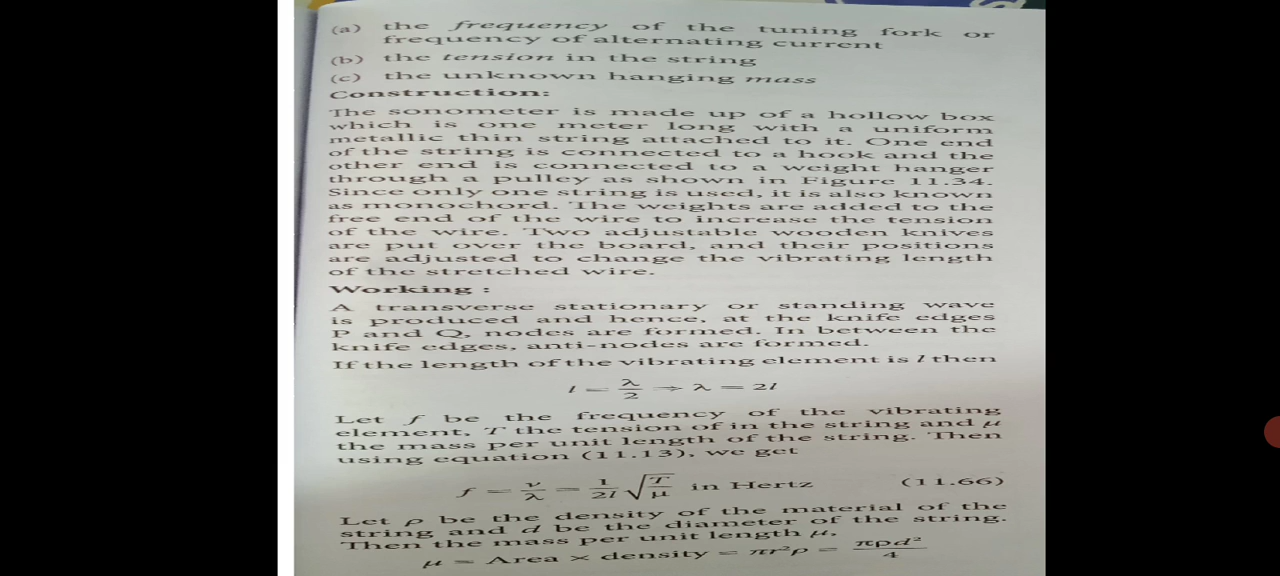 (a) the frequency of the tuning fork or
frequency of alternating current
(b) the tension in the string
(c) the unknown hanging mass
Construction:
The sonometer is made up of a hollow box
which is one meter long with a uniform
metallic thin string attached to it. One end
of the string is connected to a hook and the
other end is connected to a weight hanger
through a pulley as shown in Figure 11.34.
Since only one string is used, it is also known
as monochord. The weights are added to the
free end of the wire to increase the tension
of the wire. Two adjustable wooden knives
are put over the board, and their positions
are adjusted to change the vibrating length
of the stretched wire.
Working :
A transverse stationary or standing wave
is produced and hence, at the knife edges
P and Q, nodes are formed. In between the
knife edges, anti-nodes are formed.
If the length of the vibrating element is l then
l = λ/2 ⇒ λ = 2l
Let f be the frequency of the vibrating
element, T the tension of in the string and μ
the mass per unit length of the string. Then
using equation (11.13), we get
f = v/λ = 1/2l √(T/μ) in Hertz (11.66)
Let ρ be the density of the material of the
string and d be the diameter of the string.
Then the mass per unit length μ,
μ = Area × density = πr²ρ = πρd²/4